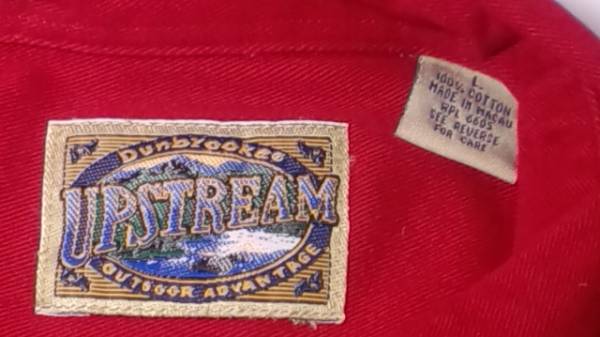 Dunbrooke
UPSTREAM
OUTDOOR ADVANTAGE
L
100% COTTON
MADE IN MACAU
RPL 6605
SEE REVERSE
FOR CARE